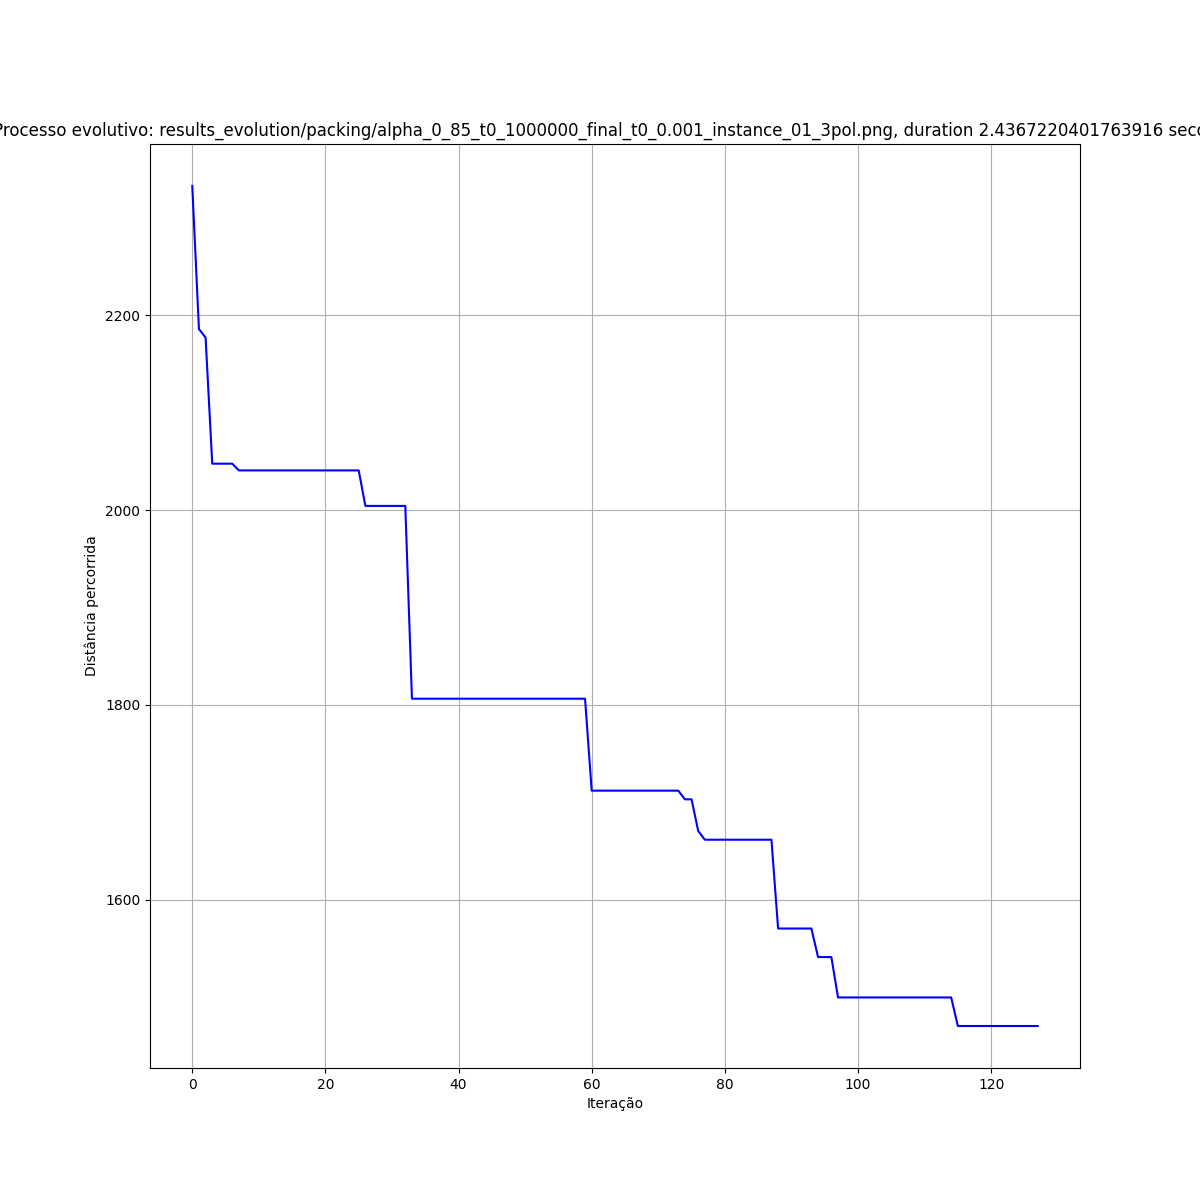 Processo evolutivo: results_evolution/packing/alpha_0_85_t0_1000000_final_t0_0.001_instance_01_3pol.png, duration 2.4367220401763916
2200
2000
1800
1600
Distância percorrida
0 20 40 60 80 100 120
Iteração